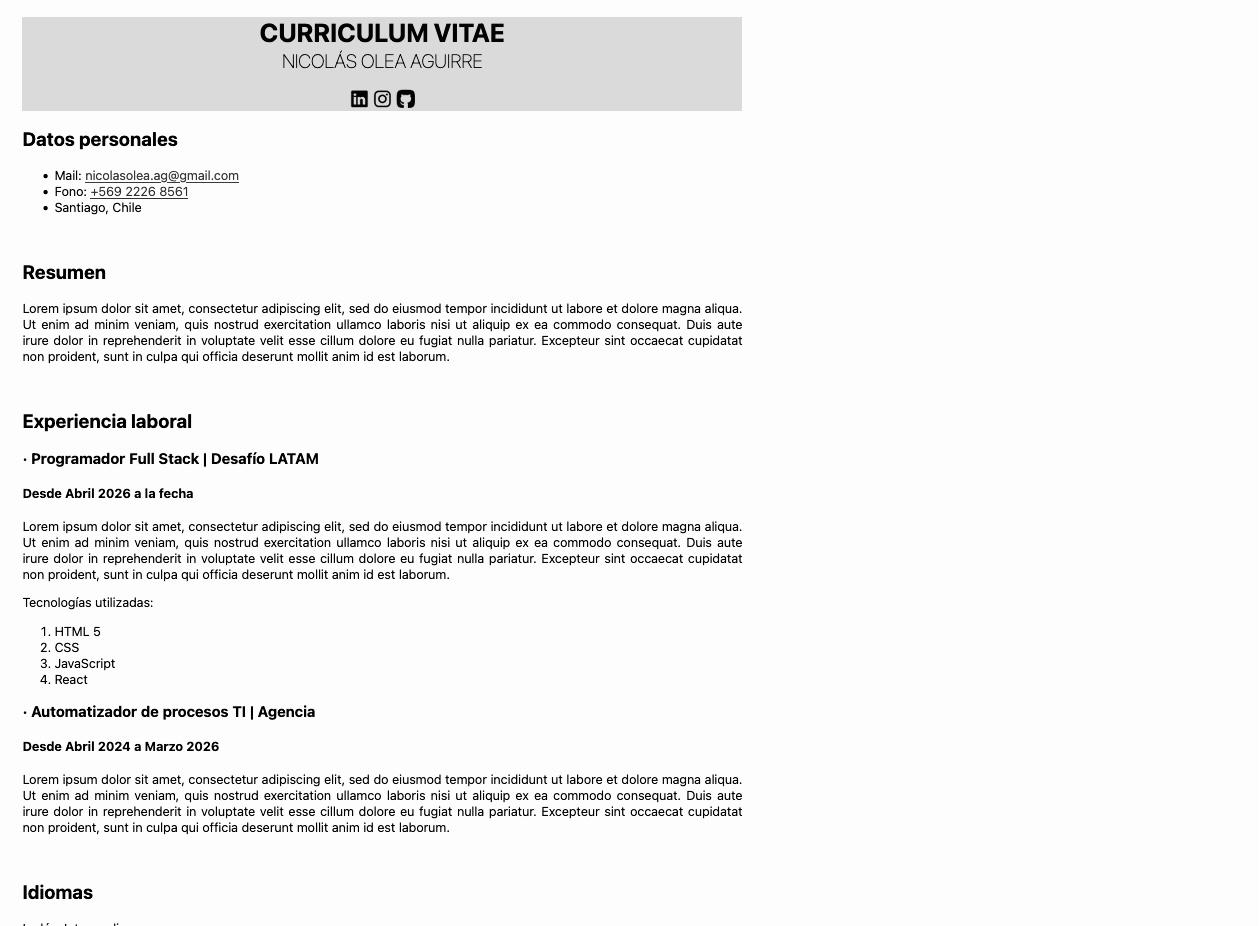 CURRICULUM VITAE
NICOLÁS OLEA AGUIRRE
Datos personales
• Mail: nicolasolea.ag@gmail.com
• Fono: +569 2226 8561
• Santiago, Chile
Resumen
Lorem ipsum dolor sit amet, consectetur adipiscing elit, sed do eiusmod tempor incididunt ut labore et dolore magna aliqua.
Ut enim ad minim veniam, quis nostrud exercitation ullamco laboris nisi ut aliquip ex ea commodo consequat. Duis aute
irure dolor in reprehenderit in voluptate velit esse cillum dolore eu fugiat nulla pariatur. Excepteur sint occaecat cupidatat
non proident, sunt in culpa qui officia deserunt mollit anim id est laborum.
Experiencia laboral
· Programador Full Stack | Desafío LATAM
Desde Abril 2026 a la fecha
Lorem ipsum dolor sit amet, consectetur adipiscing elit, sed do eiusmod tempor incididunt ut labore et dolore magna aliqua.
Ut enim ad minim veniam, quis nostrud exercitation ullamco laboris nisi ut aliquip ex ea commodo consequat. Duis aute
irure dolor in reprehenderit in voluptate velit esse cillum dolore eu fugiat nulla pariatur. Excepteur sint occaecat cupidatat
non proident, sunt in culpa qui officia deserunt mollit anim id est laborum.
Tecnologías utilizadas:
1. HTML 5
2. CSS
3. JavaScript
4. React
· Automatizador de procesos TI | Agencia
Desde Abril 2024 a Marzo 2026
Lorem ipsum dolor sit amet, consectetur adipiscing elit, sed do eiusmod tempor incididunt ut labore et dolore magna aliqua.
Ut enim ad minim veniam, quis nostrud exercitation ullamco laboris nisi ut aliquip ex ea commodo consequat. Duis aute
irure dolor in reprehenderit in voluptate velit esse cillum dolore eu fugiat nulla pariatur. Excepteur sint occaecat cupidatat
non proident, sunt in culpa qui officia deserunt mollit anim id est laborum.
Idiomas